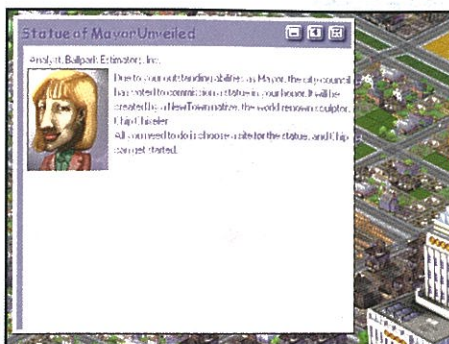 Statue of Mayor Unveiled
Analyst, Ballpark Estimators, Inc.
Due to your outstanding abilities as Mayor, the city council
has voted to commission a statue in your honor. It will be
created by a NewTown native, the world renown sculptor,
Chip Chiseler.
All you need to do is choose a site for the statue, and Chip
can get started.